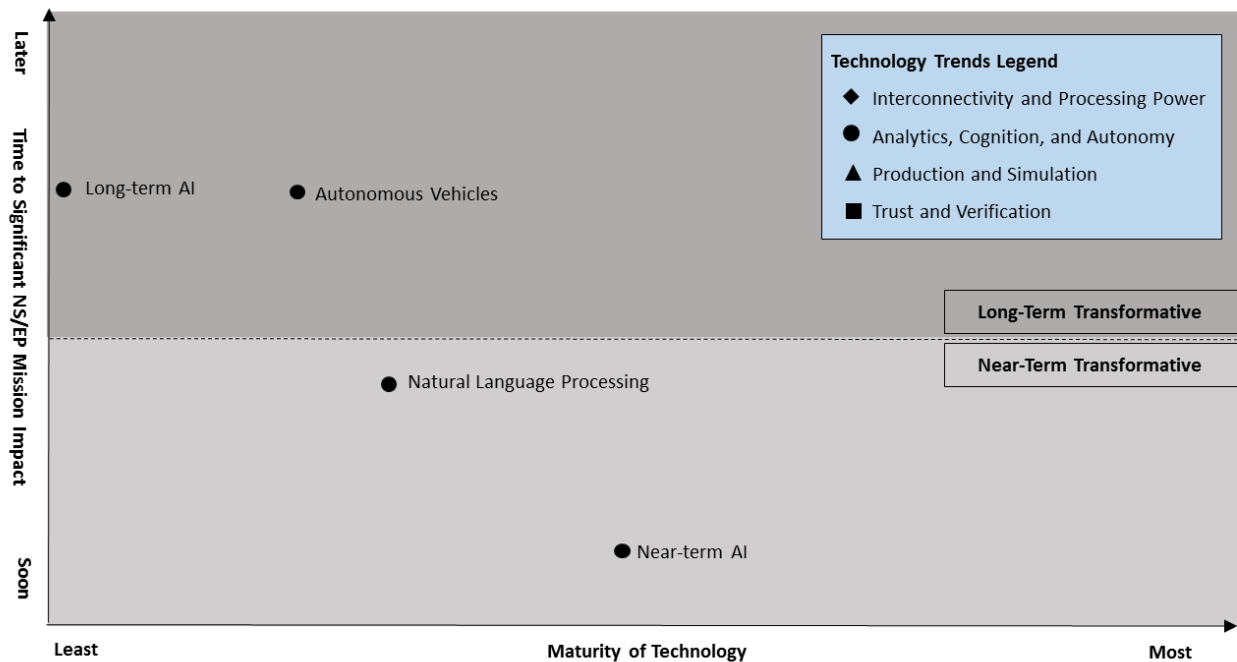 Later
Time to Significant NS/EP Mission Impact
Soon
Technology Trends Legend
Interconnectivity and Processing Power
Analytics, Cognition, and Autonomy
Production and Simulation
Trust and Verification
Long-term AI
Autonomous Vehicles
Long-Term Transformative
Near-Term Transformative
Natural Language Processing
Near-term AI
Least
Maturity of Technology
Most